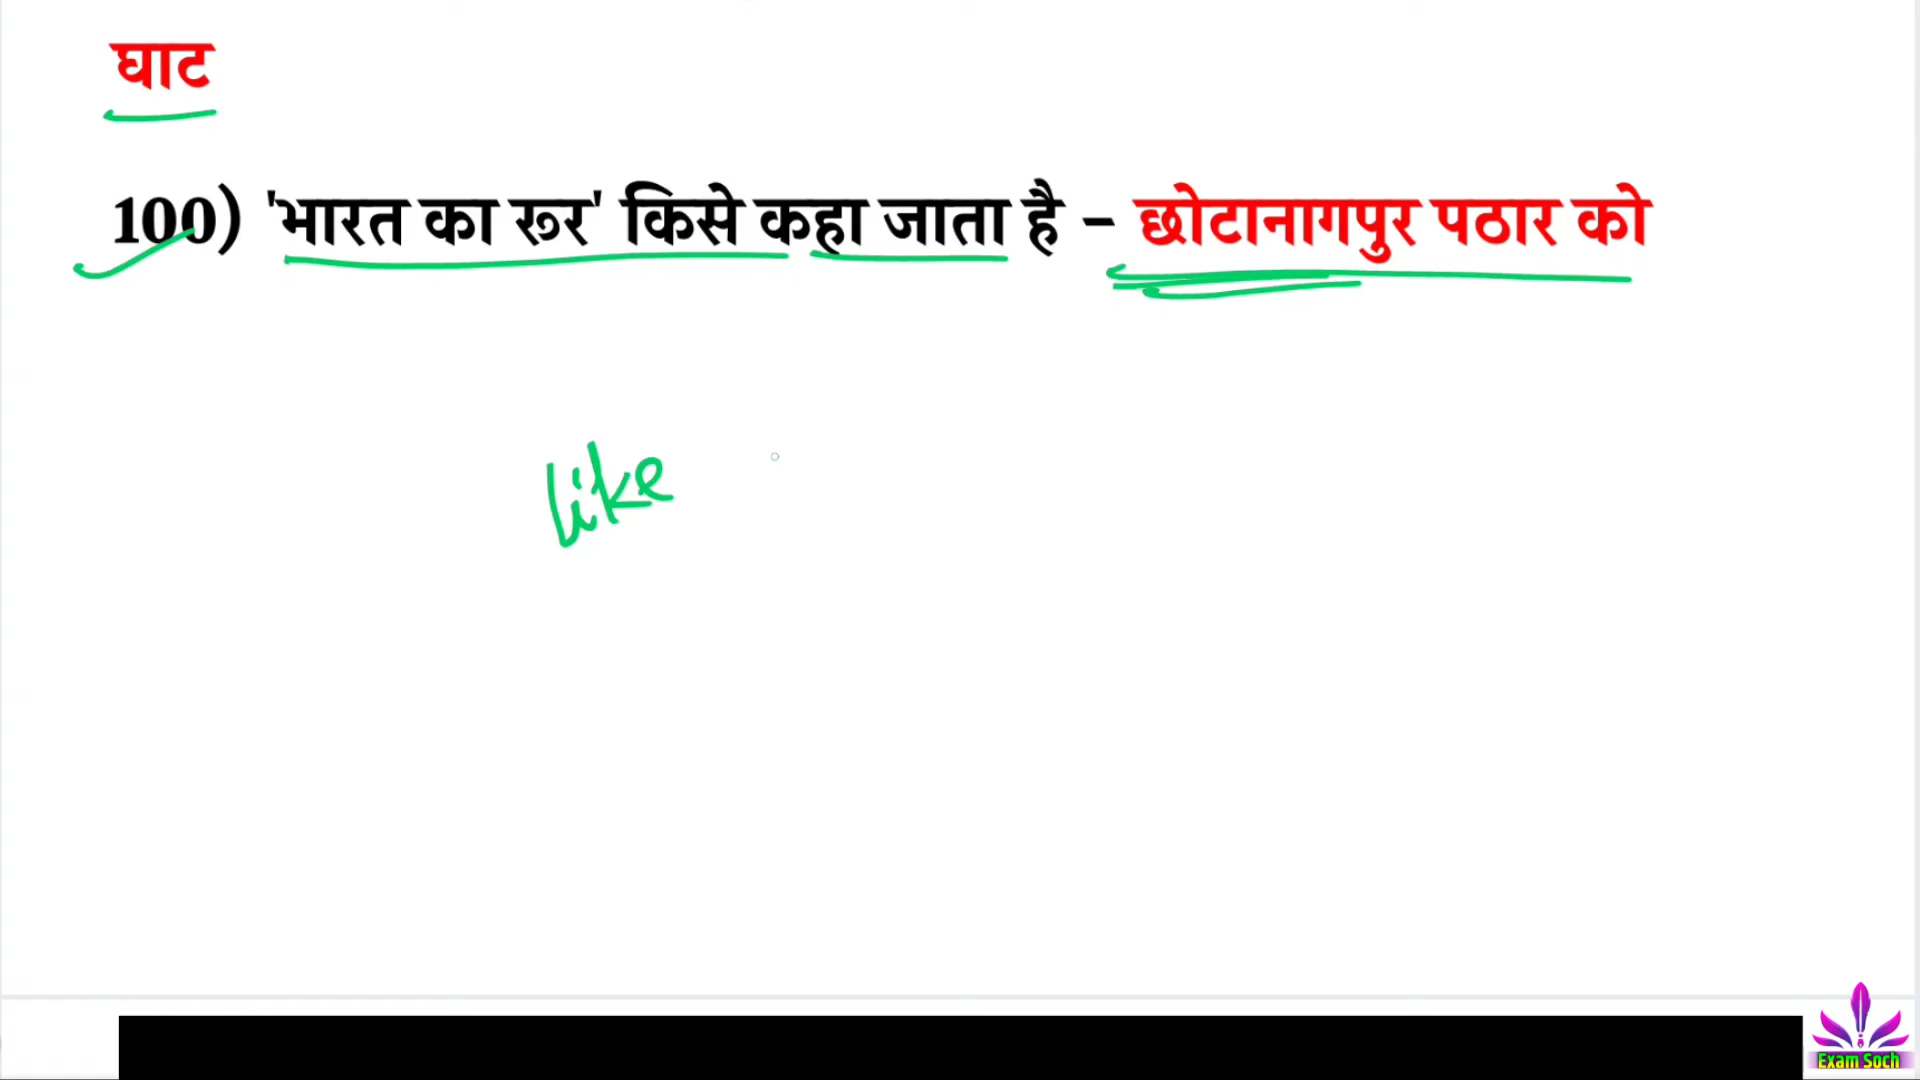 घाट
100) 'भारत का रूर' किसे कहा जाता है – छोटानागपुर पठार को
like
Exam Soch